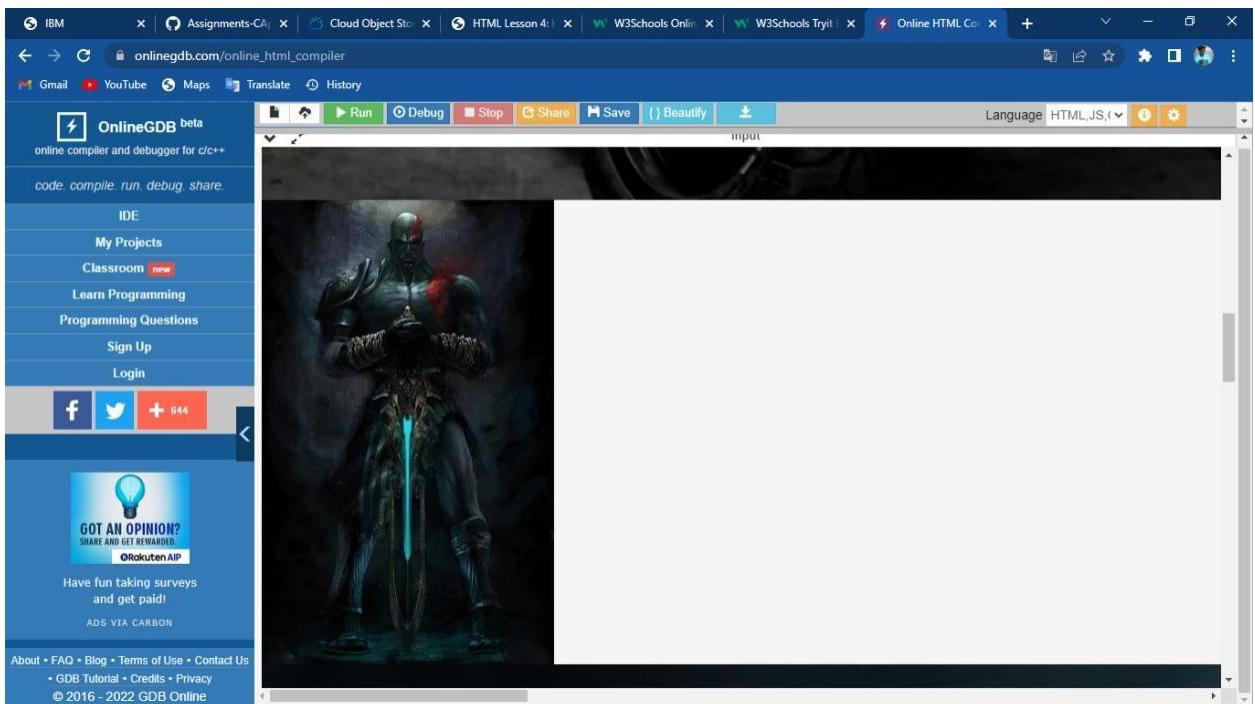 IBM
Assignments-CA
Cloud Object Sto
HTML Lesson 4:
W3Schools Onlin
W3Schools Tryit
Online HTML Co
onlinegdb.com/online_html_compiler
Gmail
YouTube
Maps
Translate
History
OnlineGDB beta
online compiler and debugger for c/c++
code. compile. run. debug. share.
IDE
My Projects
Classroom new
Learn Programming
Programming Questions
Sign Up
Login
f
+ 644
GOT AN OPINION?
SHARE AND GET REWARDED.
Rakuten AIP
Have fun taking surveys
and get paid!
ADS VIA CARBON
About • FAQ • Blog • Terms of Use • Contact Us
• GDB Tutorial • Credits • Privacy
© 2016 - 2022 GDB Online
Run
Debug
Stop
Share
Save
{ } Beautify
Language HTML,JS,(
input